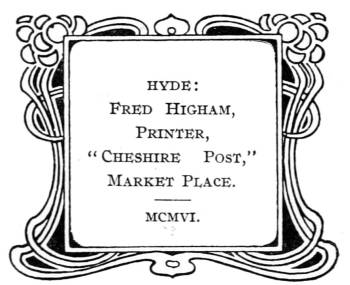 HYDE:
FRED HIGHAM,
PRINTER,
"CHESHIRE POST,"
MARKET PLACE.
MCMVI.